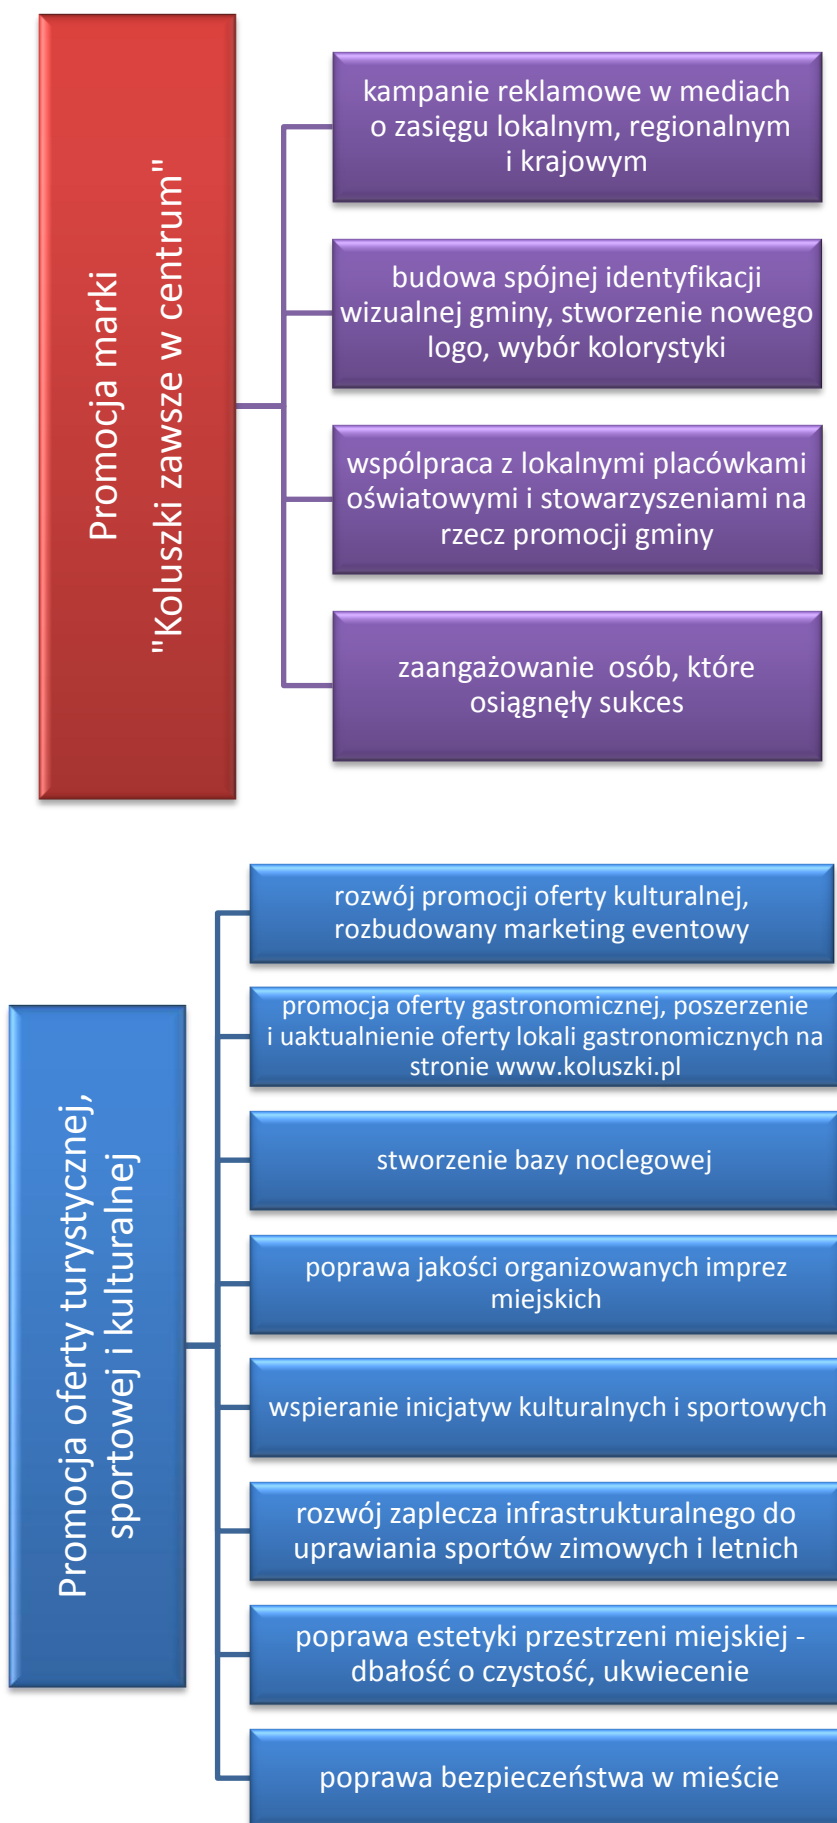 Promocja marki
"Koluszki zawsze w centrum"
kampanie reklamowe w mediach
o zasięgu lokalnym, regionalnym
i krajowym
budowa spójnej identyfikacji
wizualnej gminy, stworzenie nowego
logo, wybór kolorystyki
wspólpraca z lokalnymi placówkami
oświatowymi i stowarzyszeniami na
rzecz promocji gminy
zaangażowanie osób, które
osiągnęły sukces
Promocja oferty turystycznej,
sportowej i kulturalnej
rozwój promocji oferty kulturalnej,
rozbudowany marketing eventowy
promocja oferty gastronomicznej, poszerzenie
i uaktualnienie oferty lokali gastronomicznych na
stronie www.koluszki.pl
stworzenie bazy noclegowej
poprawa jakości organizowanych imprez
miejskich
wspieranie inicjatyw kulturalnych i sportowych
rozwój zaplecza infrastrukturalnego do
uprawiania sportów zimowych i letnich
poprawa estetyki przestrzeni miejskiej -
dbałość o czystość, ukwiecenie
poprawa bezpieczeństwa w mieście